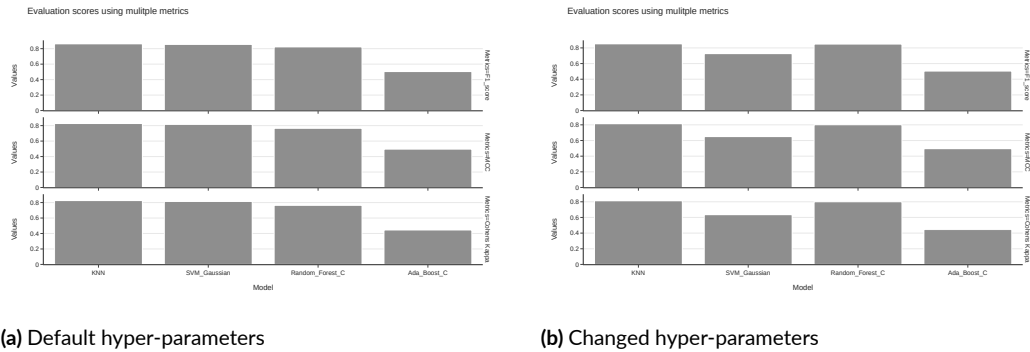 Evaluation scores using mulitple metrics
Values
0.8
0.6
0.4
0.2
0
Metrics=F1_score
Values
0.8
0.6
0.4
0.2
0
Metrics=MCC
Values
0.8
0.6
0.4
0.2
0
Metrics=Cohens Kappa
KNN SVM_Gaussian Random_Forest_C Ada_Boost_C
Model
(a) Default hyper-parameters
Evaluation scores using mulitple metrics
Values
0.8
0.6
0.4
0.2
0
Metrics=F1_score
Values
0.8
0.6
0.4
0.2
0
Metrics=MCC
Values
0.8
0.6
0.4
0.2
0
Metrics=Cohens Kappa
KNN SVM_Gaussian Random_Forest_C Ada_Boost_C
Model
(b) Changed hyper-parameters